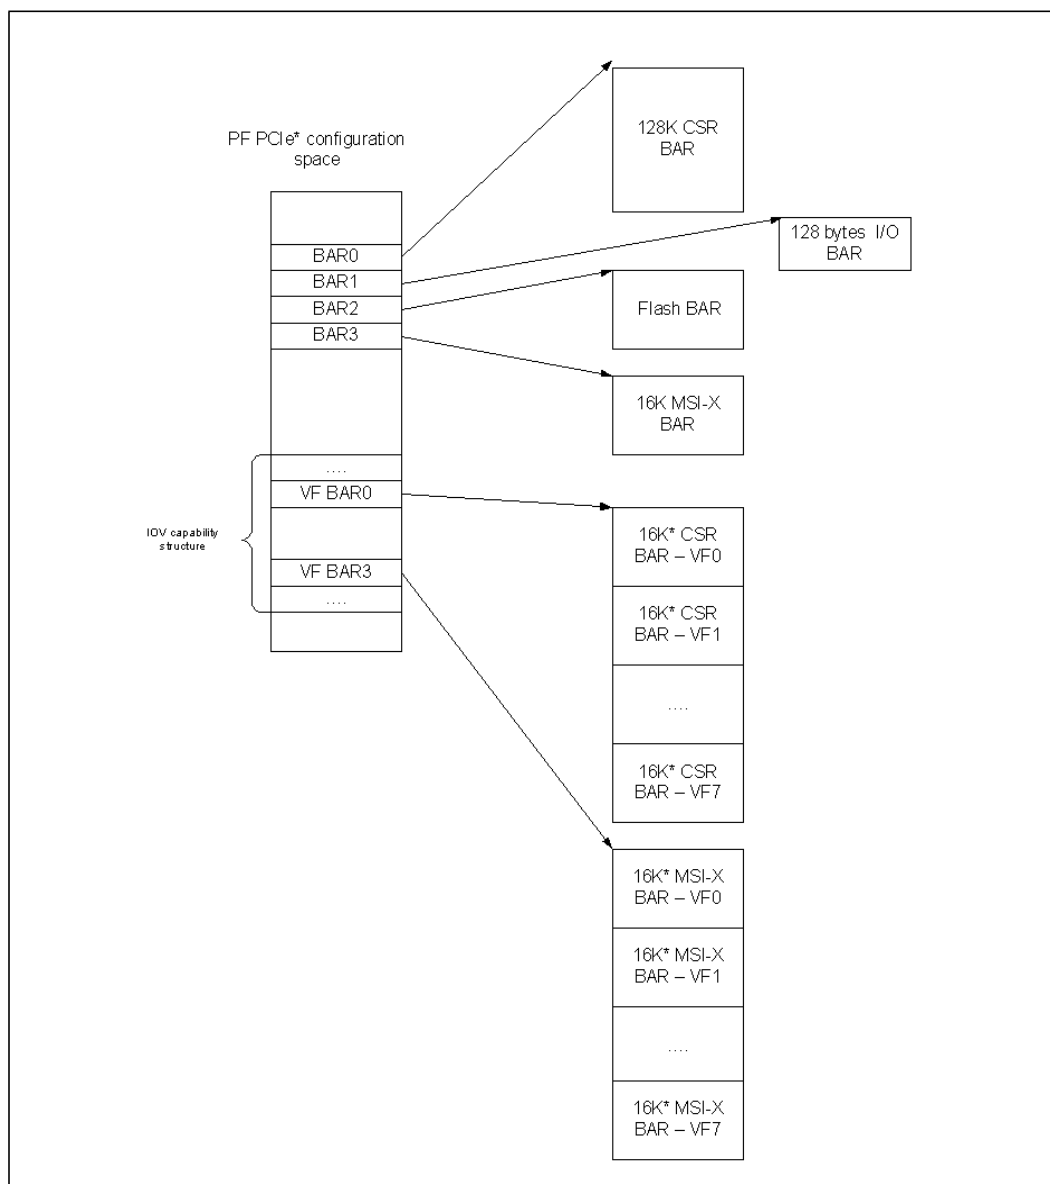 PF PCIe* configuration
space
BAR0
BAR1
BAR2
BAR3
....
VF BAR0
VF BAR3
....
IOV capability
structure
128K CSR
BAR
128 bytes I/O
BAR
Flash BAR
16K MSI-X
BAR
16K* CSR
BAR – VF0
16K* CSR
BAR – VF1
....
16K* CSR
BAR – VF7
16K* MSI-X
BAR – VF0
16K* MSI-X
BAR – VF1
....
16K* MSI-X
BAR – VF7